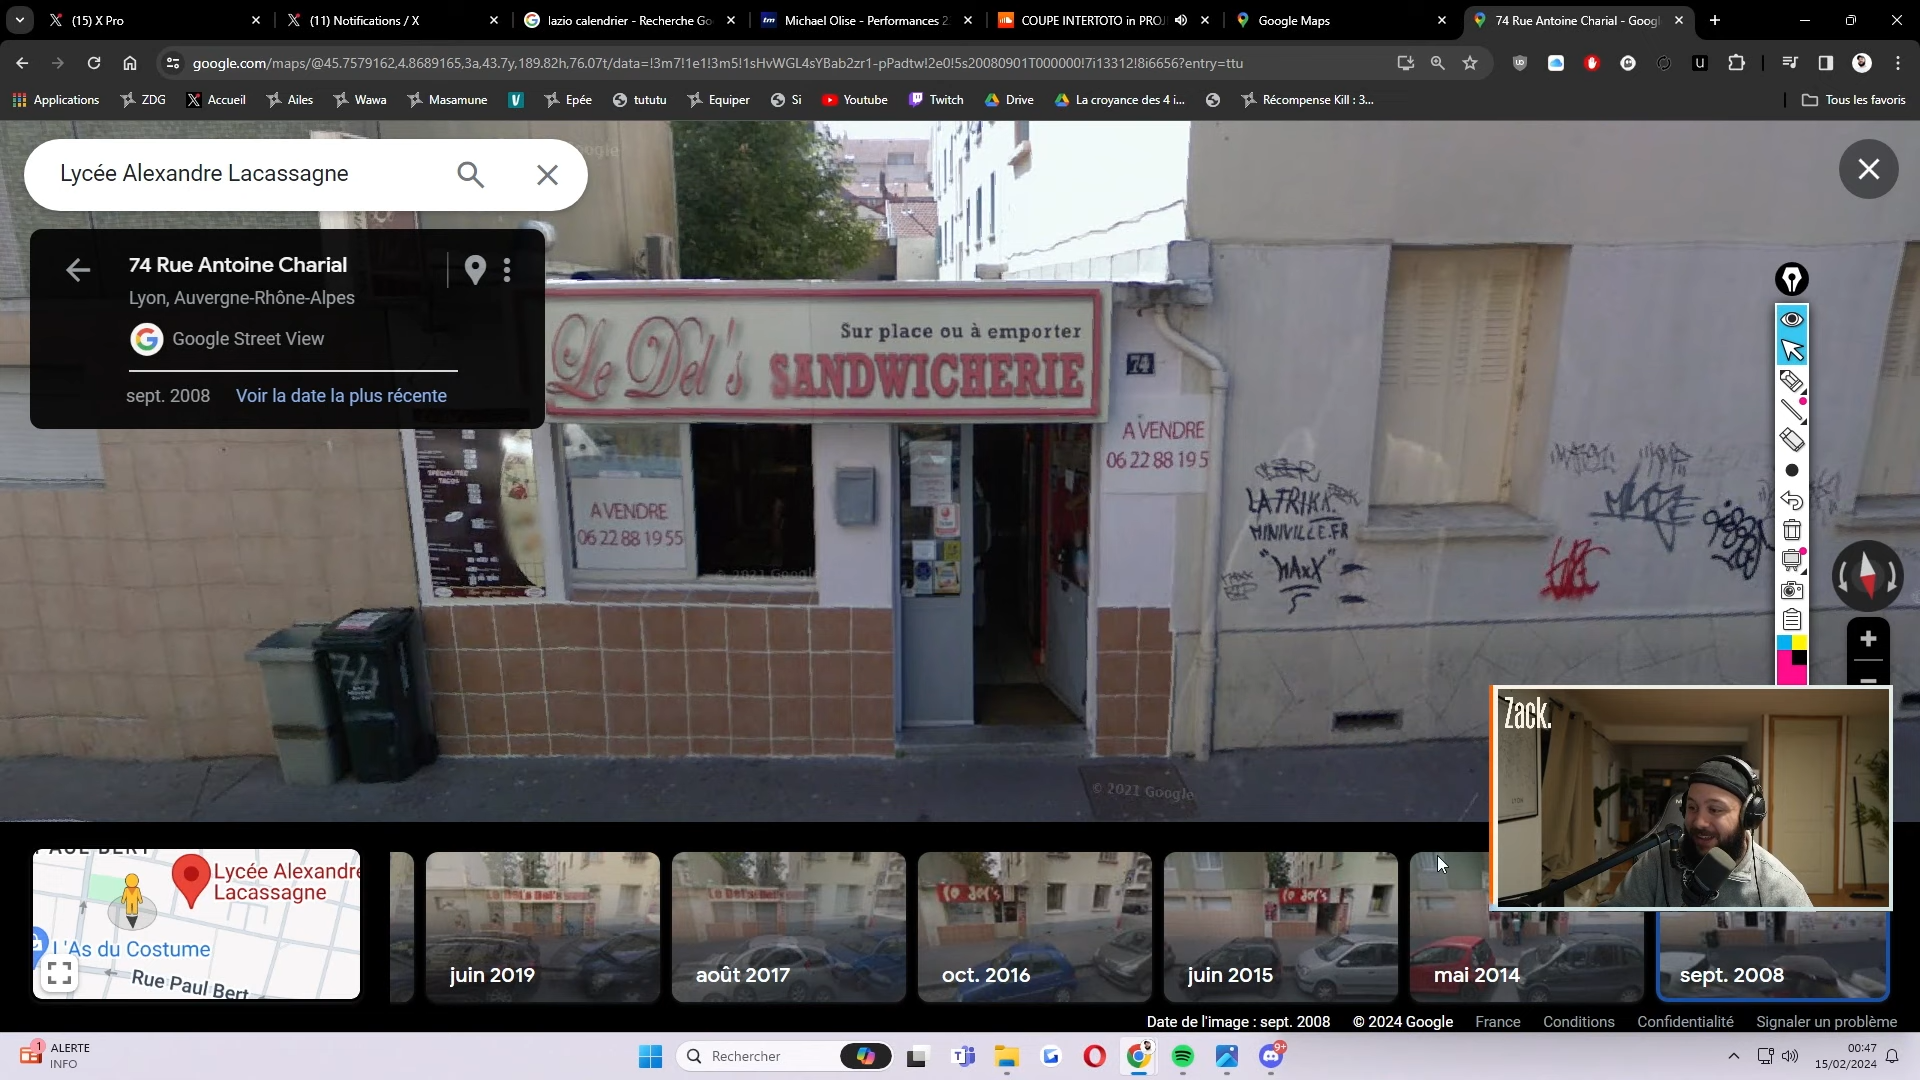 (15) X Pro
(11) Notifications / X
lazio calendrier - Recherche Go
Michael Olise - Performances 2
COUPE INTERTOTO in PROJ
Google Maps
74 Rue Antoine Charial - Googl
google.com/maps/@45.7579162,4.8689165,3a,43.7y,189.82h,76.07t/data=!3m7!1e1!3m5!1sHvWGL4sYBab2zr1-pPadtw!2e0!5s20080901T000000!7i13312!8i6656?entry=ttu
Applications
ZDG
Accueil
Ailes
Wawa
Masamune
Epée
tututu
Equiper
Si
Youtube
Twitch
Drive
La croyance des 4 i...
Récompense Kill : 3...
Tous les favoris
Lycée Alexandre Lacassagne
74 Rue Antoine Charial
Lyon, Auvergne-Rhône-Alpes
Google Street View
sept. 2008 Voir la date la plus récente
Le Del's
Sur place ou à emporter
SANDWICHERIE
74
A VENDRE
06 22 88 19 5
A VENDRE
06 22 88 19 55
LA TRIKA
MINIVILLE.FR
"MAxX"
74
© 2021 Google
Zack.
Lycée Alexandre
Lacassagne
L'As du Costume
Rue Paul Bert
juin 2019
août 2017
oct. 2016
juin 2015
mai 2014
sept. 2008
Date de l'image : sept. 2008 © 2024 Google France Conditions Confidentialité Signaler un problème
1
ALERTE
INFO
Rechercher
9+
00:47
15/02/2024